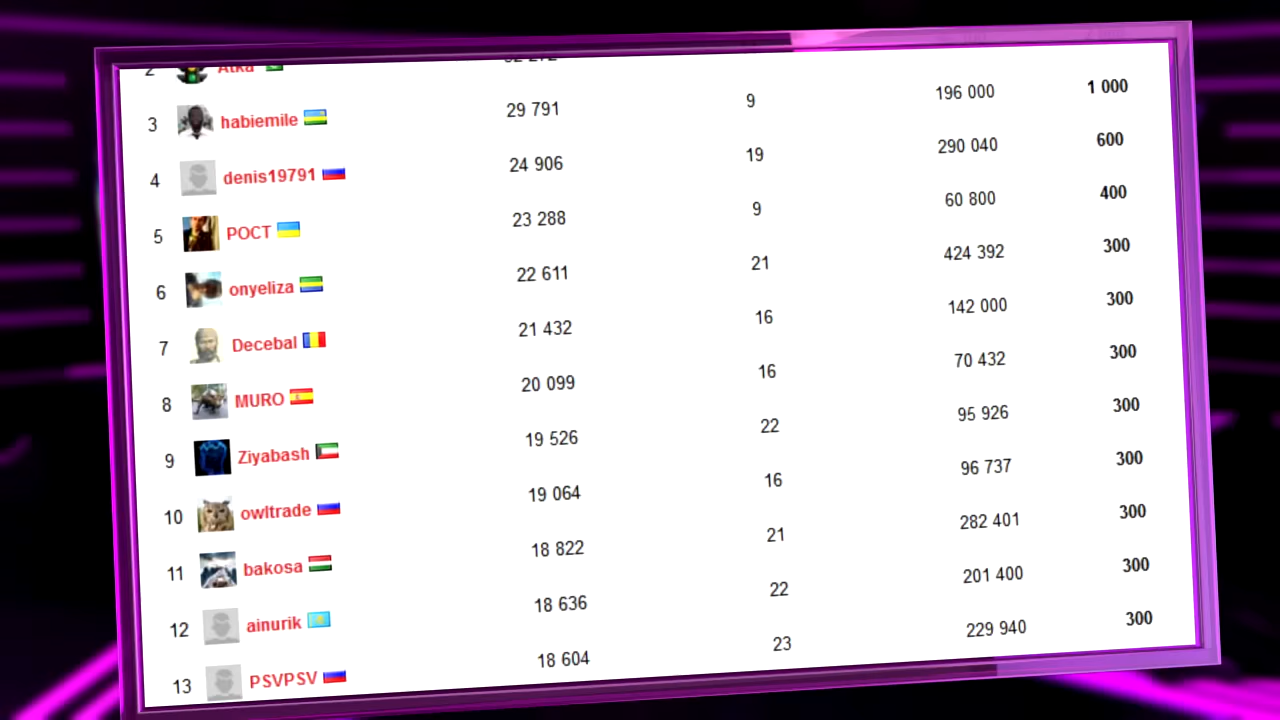 3 habiemile 29 791 9 196 000 1 000
4 denis19791 24 906 19 290 040 600
5 POCT 23 288 9 60 800 400
6 onyeliza 22 611 21 424 392 300
7 Decebal 21 432 16 142 000 300
8 MURO 20 099 16 70 432 300
9 Ziyabash 19 526 22 95 926 300
10 owltrade 19 064 16 96 737 300
11 bakosa 18 822 21 282 401 300
12 ainurik 18 636 22 201 400 300
13 PSVPSV 18 604 23 229 940 300